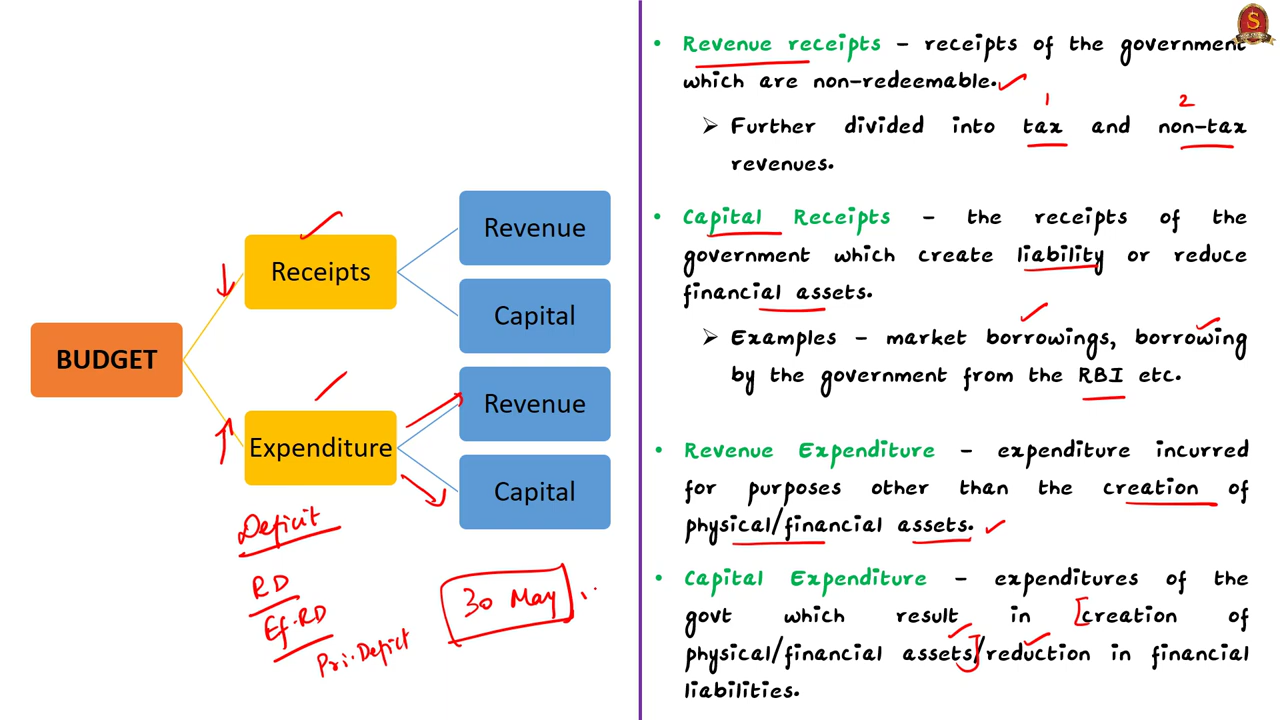 BUDGET
Receipts
Expenditure
Revenue
Capital
Revenue
Capital
Deficit
RD
Ef.RD
Pri.Deficit
30 May
• Revenue receipts – receipts of the government
which are non-redeemable.
1 2
➢ Further divided into tax and non-tax
revenues.
• Capital Receipts – the receipts of the
government which create liability or reduce
financial assets.
➢ Examples – market borrowings, borrowing
by the government from the RBI etc.
• Revenue Expenditure – expenditure incurred
for purposes other than the creation of
physical/financial assets.
• Capital Expenditure – expenditures of the
govt which result in [creation of
physical/financial assets]/reduction in financial
liabilities.
S